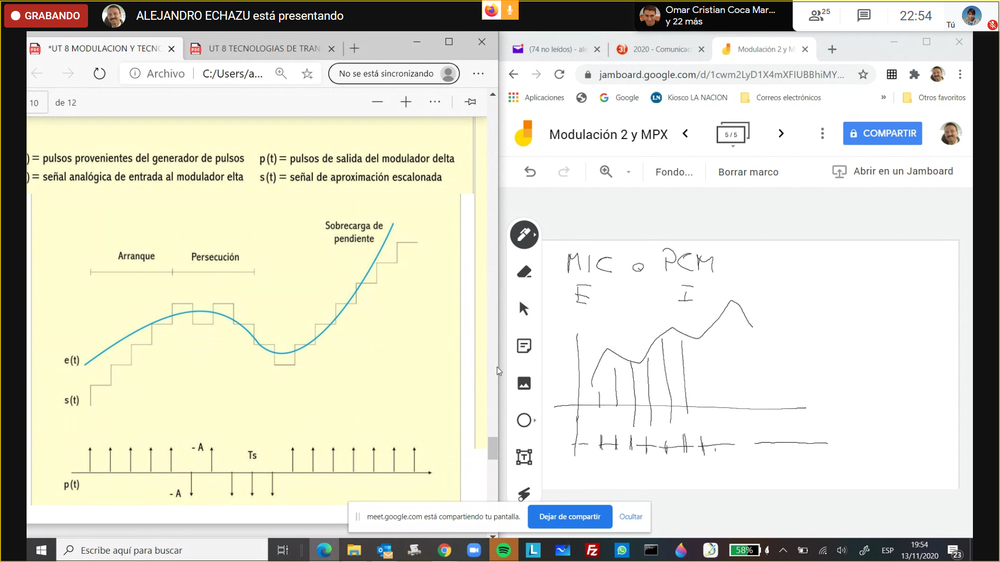 GRABANDO
ALEJANDRO ECHAZU está presentando
Omar Cristian Coca Mar...
y 22 más
25
22:54
Tú
*UT 8 MODULACION Y TECNO
UT 8 TECNOLOGIAS DE TRAN
Archivo
C:/Users/a...
No se está sincronizando
10
de 12
) = pulsos provenientes del generador de pulsos
p(t) = pulsos de salida del modulador delta
) = señal analógica de entrada al modulador elta
s(t) = señal de aproximación escalonada
Sobrecarga de
pendiente
Arranque
Persecución
e(t)
s(t)
- A
Ts
p(t)
- A
(74 no leídos) - ale
2020 - Comunicac
Modulación 2 y M
jamboard.google.com/d/1cwm2LyD1X4mXFIUBBhiMY...
Aplicaciones
Google
LN
Kiosco LA NACION
Correos electrónicos
»
Otros favoritos
Modulación 2 y MPX
5 / 5
COMPARTIR
Fondo...
Borrar marco
Abrir en un Jamboard
MIC o PCM
E I
meet.google.com está compartiendo tu pantalla.
Dejar de compartir
Ocultar
Escribe aquí para buscar
58%
ESP
19:54
13/11/2020
23